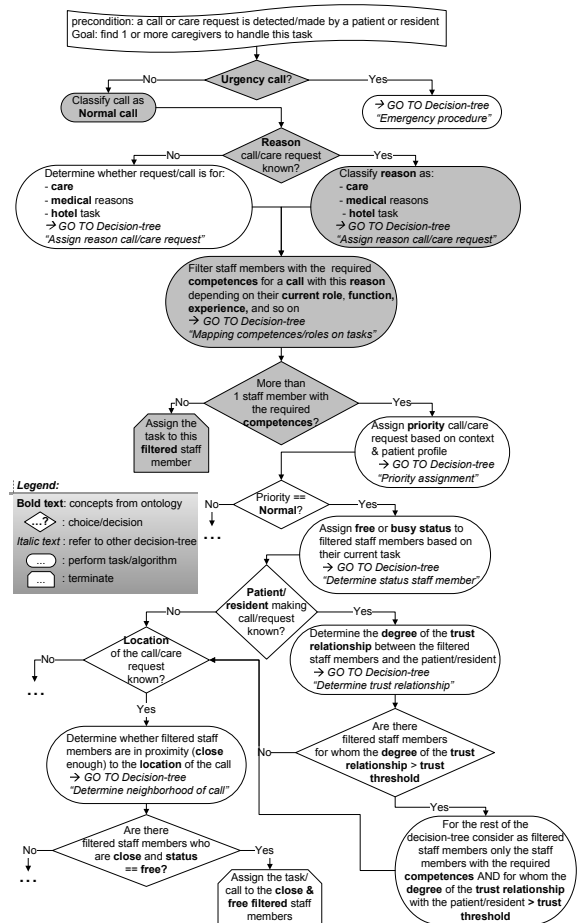 precondition: a call or care request is detected/made by a patient or resident
Goal: find 1 or more caregivers to handle this task
No
Urgency call?
Yes
Classify call as
Normal call
→ GO TO Decision-tree
“Emergency procedure”
No
Reason
call/care request
known?
Yes
Determine whether request/call is for:
- care
- medical reasons
- hotel task
→ GO TO Decision-tree
“Assign reason call/care request”
Classify reason as:
- care
- medical reasons
- hotel task
→ GO TO Decision-tree
“Assign reason call/care request”
Filter staff members with the required
competences for a call with this reason
depending on their current role, function,
experience, and so on
→ GO TO Decision-tree
“Mapping competences/roles on tasks”
No
More than
1 staff member with
the required
competences?
Yes
Assign the
task to this
filtered staff
member
Assign priority call/care
request based on context
& patient profile
→ GO TO Decision-tree
“Priority assignment”
Legend:
Bold text: concepts from ontology
...? : choice/decision
Italic text : refer to other decision-tree
... : perform task/algorithm
... : terminate
No
Priority ==
Normal?
Yes
...
Assign free or busy status to
filtered staff members based on
their current task
→ GO TO Decision-tree
“Determine status staff member”
No
Patient/
resident making
call/request
known?
Yes
No
Location
of the call/care
request
known?
...
Yes
Determine the degree of the trust
relationship between the filtered
staff members and the patient/resident
→ GO TO Decision-tree
“Determine trust relationship”
Determine whether filtered staff
members are in proximity (close
enough) to the location of the call
→ GO TO Decision-tree
“Determine neighborhood of call”
No
Are there
filtered staff members
for whom the degree of the trust
relationship > trust
threshold
Yes
No
Are there
filtered staff members who
are close and status
== free?
Yes
...
Assign the task/
call to the close &
free filtered staff
members
For the rest of the
decision-tree consider as filtered
staff members only the staff
members with the required
competences AND for whom the
degree of the trust relationship
with the patient/resident > trust
threshold